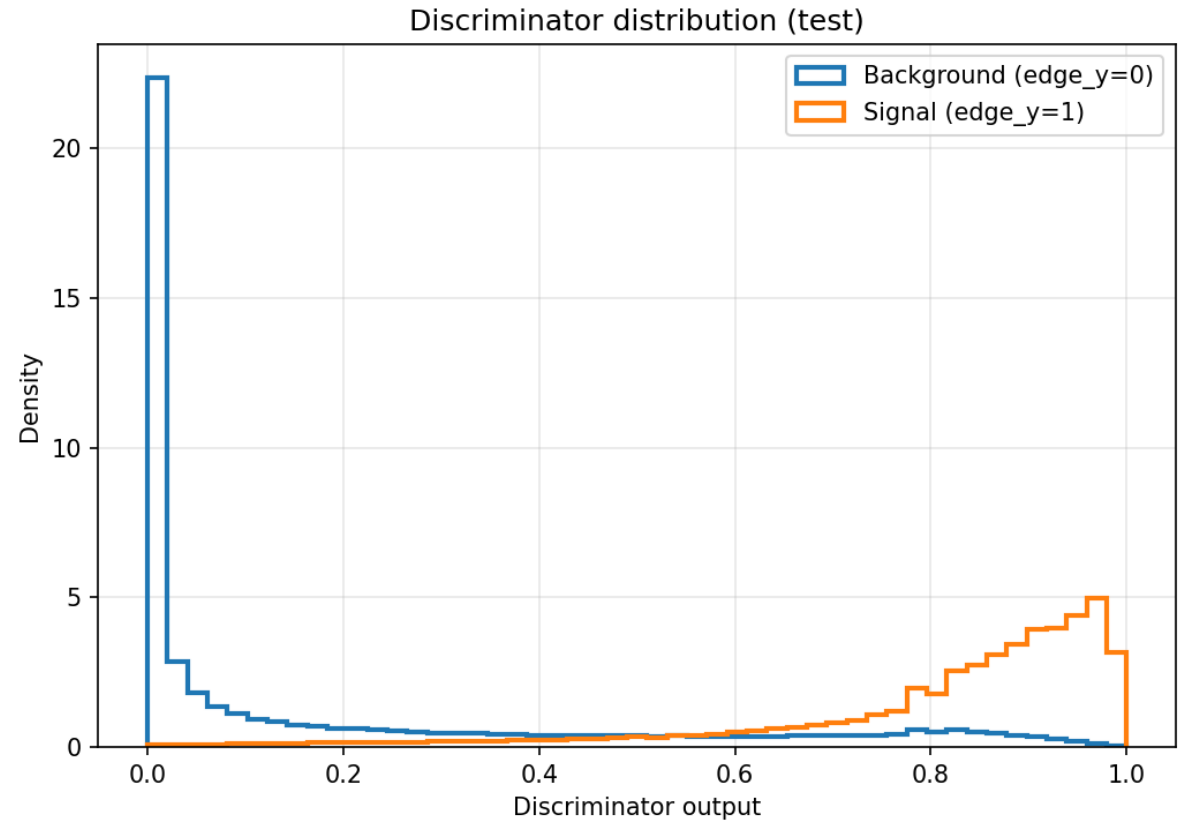 Discriminator distribution (test)
Background (edge_y=0)
Signal (edge_y=1)
Density
20
15
10
5
0
0.0 0.2 0.4 0.6 0.8 1.0
Discriminator output